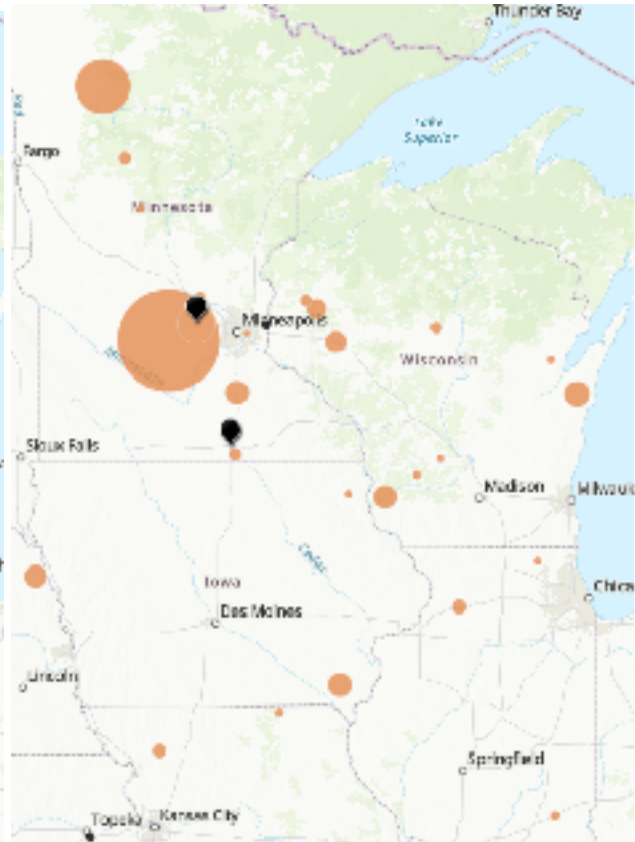 Thunder Bay
Lake
Superior
Fargo
Minnesota
Minneapolis
Wisconsin
Sioux Falls
Madison
Milwauk
Cedar
Iowa
Chica
Des Moines
Lincoln
Springfield
Topeka
Kansas City